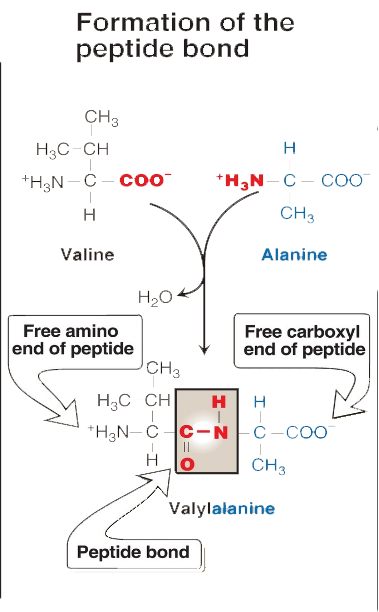 Formation of the
peptide bond
CH₃
H₃C–CH
⁺H₃N–C–COO⁻
H
H
⁺H₃N–C–COO⁻
CH₃
Valine
Alanine
H₂O
Free amino
end of peptide
Free carboxyl
end of peptide
CH₃
H₃C CH H H
⁺H₃N–C–C–N–C–COO⁻
H O CH₃
Valylalanine
Peptide bond